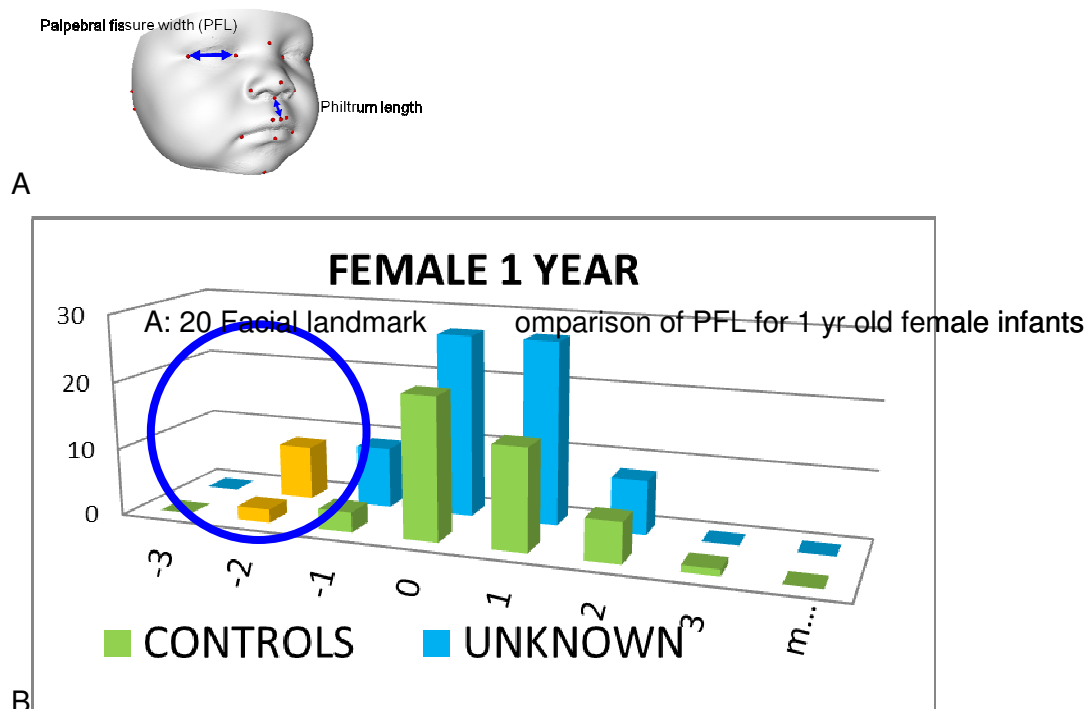 Palpebral fissure width (PFL)
Philtrum length
A
FEMALE 1 YEAR
A: 20 Facial landmark omparison of PFL for 1 yr old female infants
30
20
10
0
-3
-2
-1
0
1
2
3
m...
CONTROLS
UNKNOWN
B